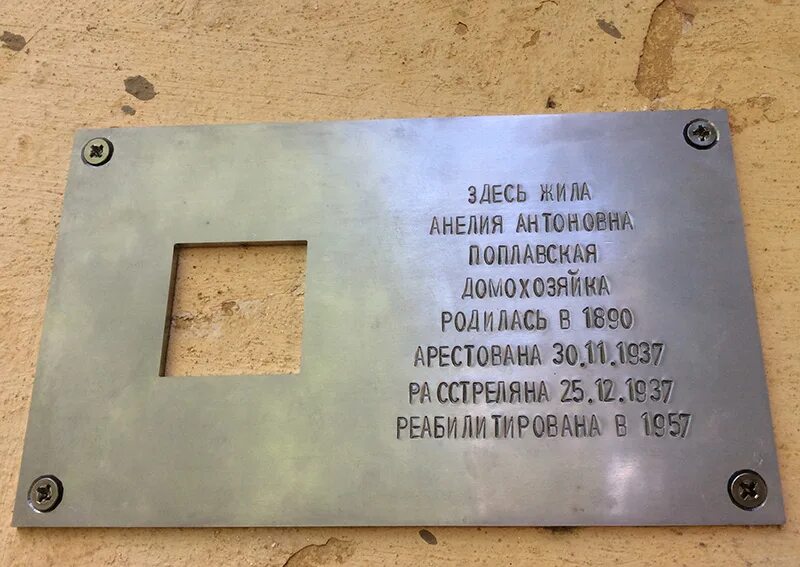 ЗДЕСЬ ЖИЛА
АНЕЛИЯ АНТОНОВНА
ПОПЛАВСКАЯ
ДОМОХОЗЯЙКА
РОДИЛАСЬ В 1890
АРЕСТОВАНА 30.11.1937
РАССТРЕЛЯНА 25.12.1937
РЕАБИЛИТИРОВАНА В 1957